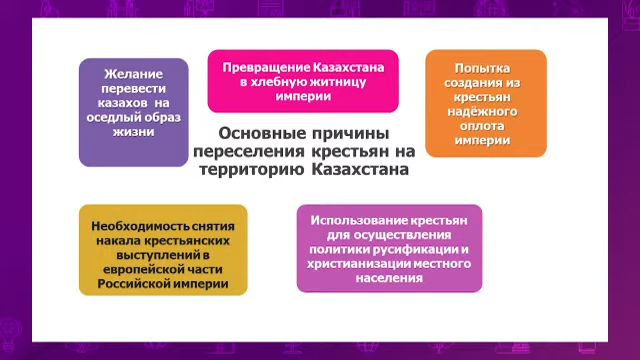 Желание
перевести
казахов на
оседлый образ
жизни
Превращение Казахстана
в хлебную житницу
империи
Попытка
создания из
крестьян
надёжного
оплота
империи
Основные причины
переселения крестьян на
территорию Казахстана
Необходимость снятия
накала крестьянских
выступлений в
европейской части
Российской империи
Использование крестьян
для осуществления
политики русификации и
христианизации местного
населения